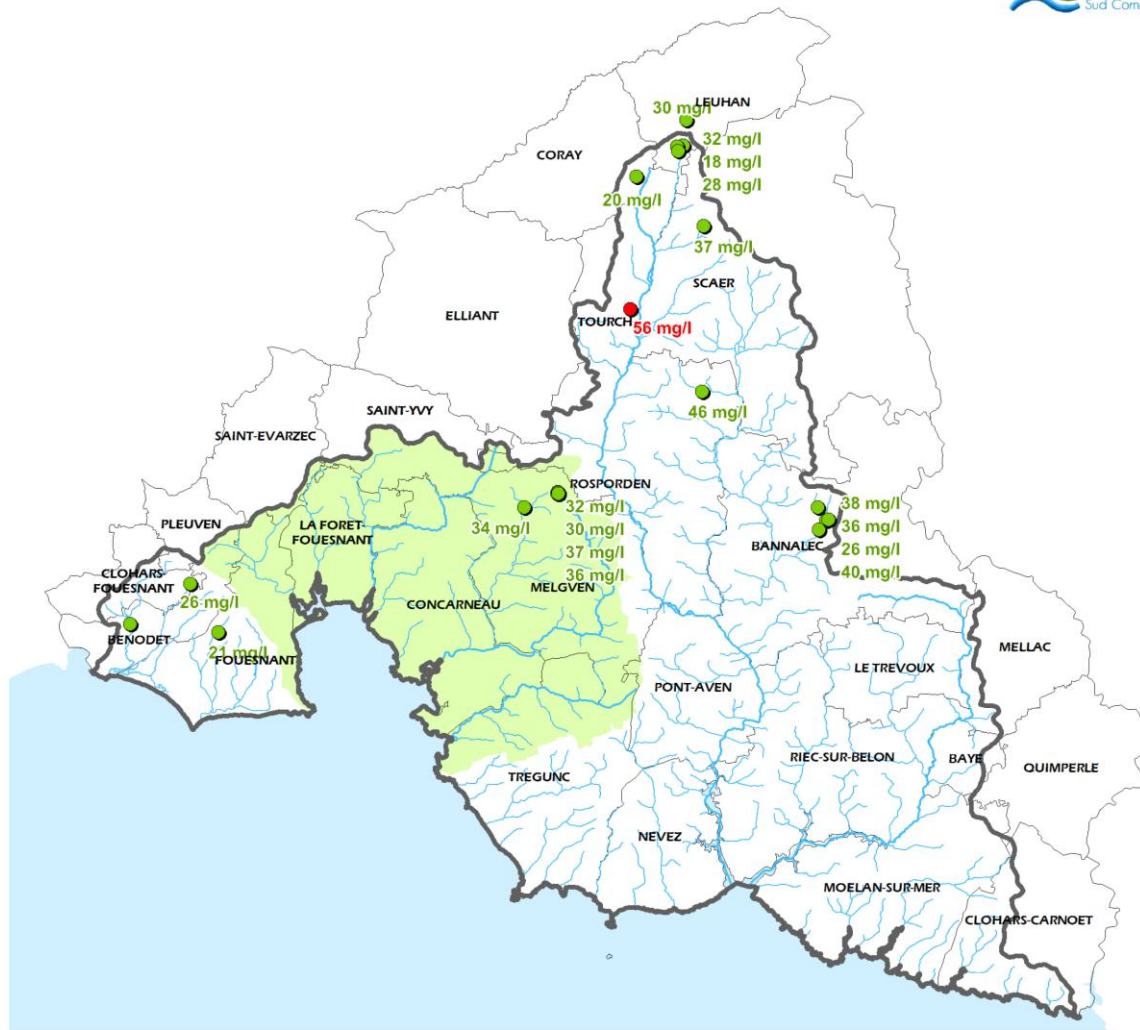 Sud Corn
LEUHAN
30 mg/l
32 mg/l
18 mg/l
28 mg/l
CORAY
20 mg/l
37 mg/l
SCAER
ELLIANT
TOURCH
56 mg/l
SAINT-YVY
46 mg/l
SAINT-EVARZEC
ROSPORDEN
32 mg/l
30 mg/l
37 mg/l
36 mg/l
34 mg/l
38 mg/l
36 mg/l
26 mg/l
40 mg/l
BANNALEC
PLEUVEN
LA FORET-
FOUESNANT
CLOHARS-
FOUESNANT
26 mg/l
MELGVEN
CONCARNEAU
BENODET
21 mg/l
FOUESNANT
MELLAC
LE TREVOUX
PONT-AVEN
RIEC-SUR-BELON
BAYE
QUIMPERLE
TREGUNC
NEVEZ
MOELAN-SUR-MER
CLOHARS-CARNOET